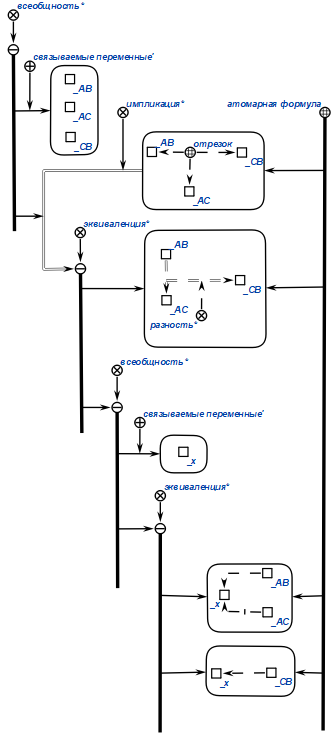 всеобщность*
связываемые переменные'
_AB
_AC
_CB
импликация*
атомарная формула
_AB
отрезок
_CB
_AC
эквиваленция*
_AB
_CB
_AC
разность*
всеобщность*
связываемые переменные'
_x
эквиваленция*
_AB
_x
_AC
_x
_CB